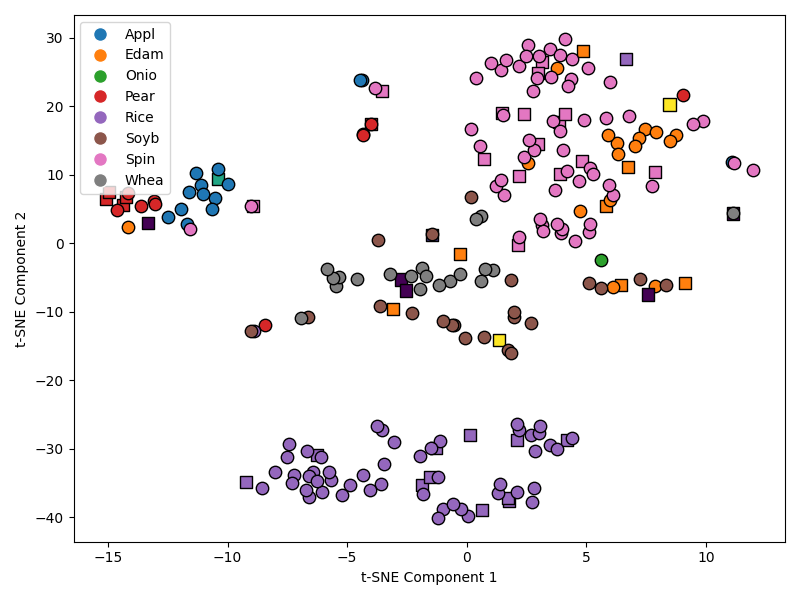 Appl
Edam
Onio
Pear
Rice
Soyb
Spin
Whea
30
20
10
0
−10
−20
−30
−40
t-SNE Component 2
−15 −10 −5 0 5 10
t-SNE Component 1